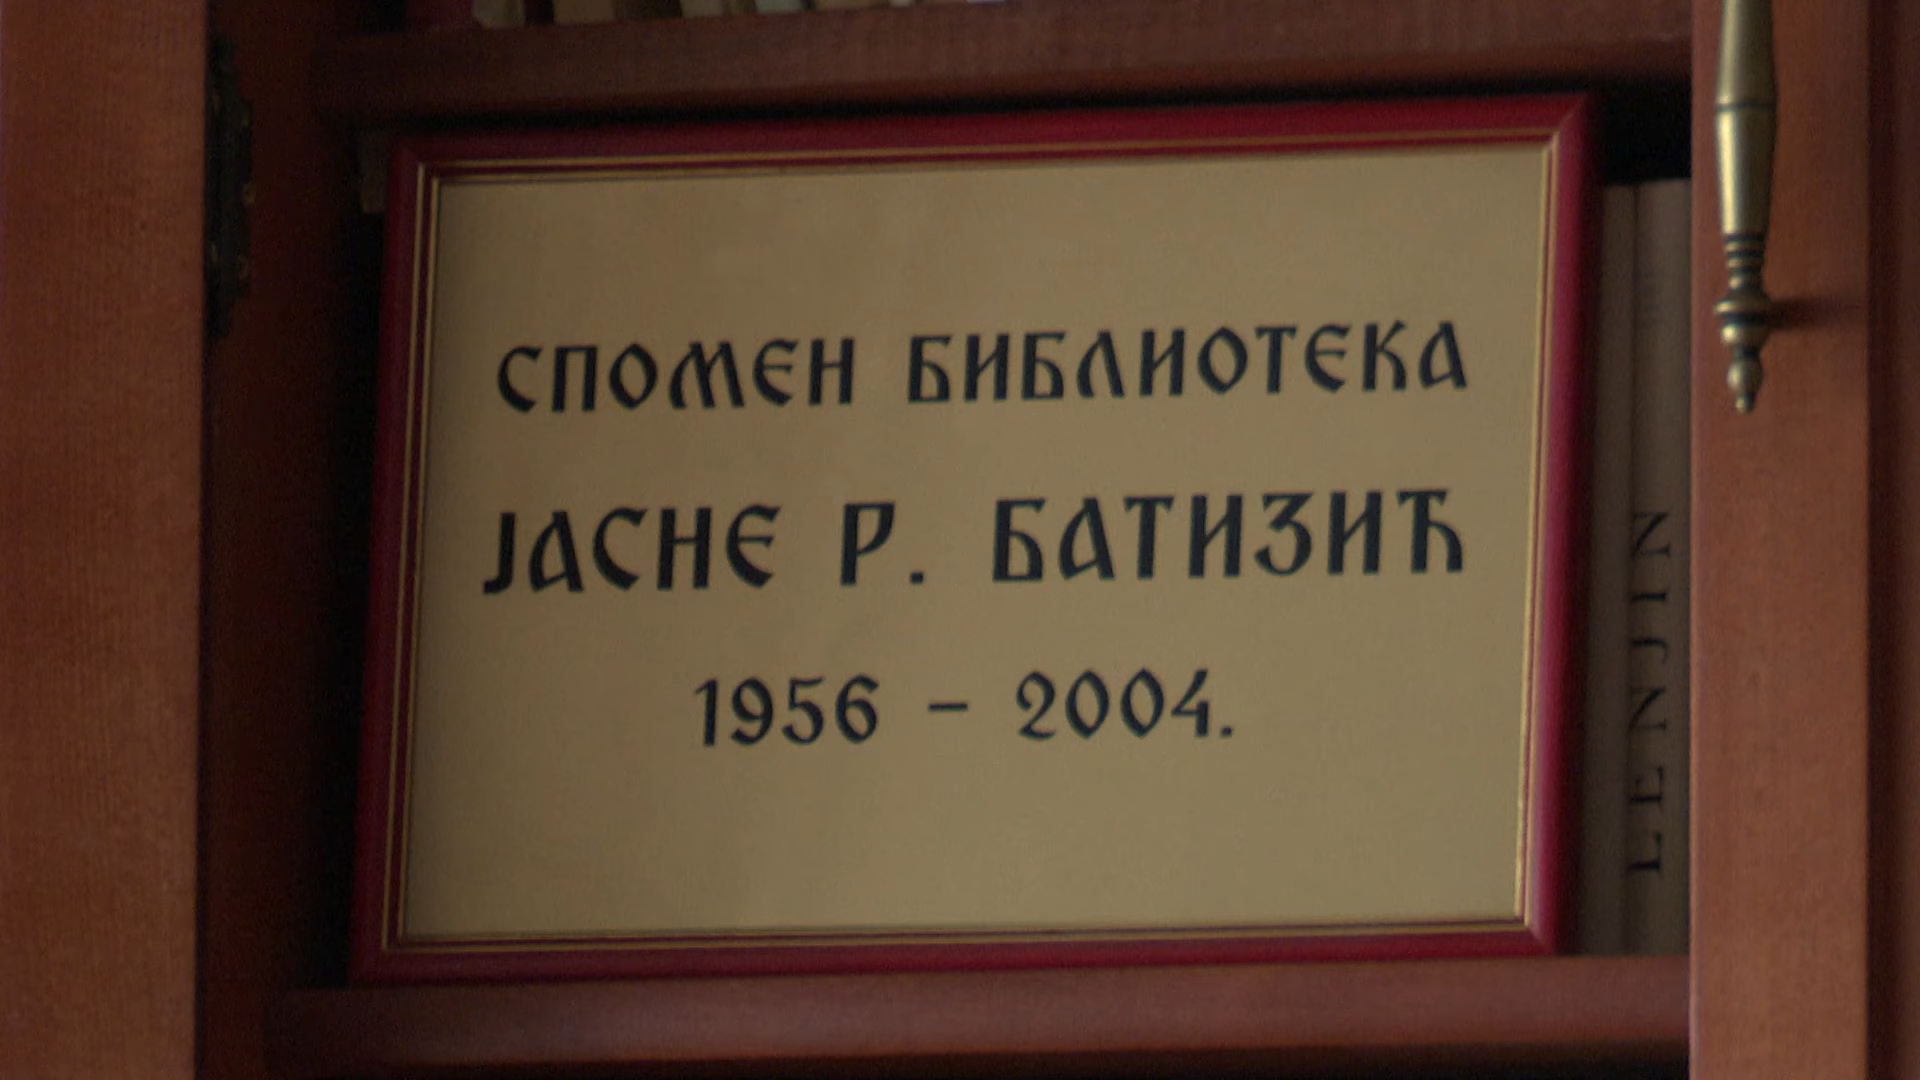 СПОМЕН БИБЛИОТЕКА
ЈАСНЕ Р. БАТИЗИЋ
1956 - 2004.
LENJIN